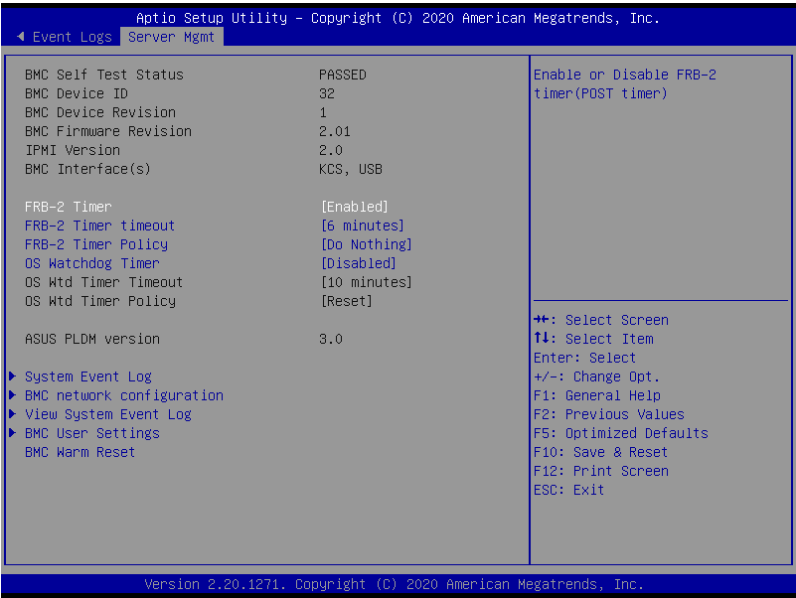 Aptio Setup Utility – Copyright (C) 2020 American Megatrends, Inc.
Event Logs Server Mgmt
BMC Self Test Status PASSED
BMC Device ID 32
BMC Device Revision 1
BMC Firmware Revision 2.01
IPMI Version 2.0
BMC Interface(s) KCS, USB
FRB-2 Timer [Enabled]
FRB-2 Timer timeout [6 minutes]
FRB-2 Timer Policy [Do Nothing]
OS Watchdog Timer [Disabled]
OS Wtd Timer Timeout [10 minutes]
OS Wtd Timer Policy [Reset]
ASUS PLDM version 3.0
System Event Log
BMC network configuration
View System Event Log
BMC User Settings
BMC Warm Reset
Enable or Disable FRB-2
timer(POST timer)
→←: Select Screen
↑↓: Select Item
Enter: Select
+/-: Change Opt.
F1: General Help
F2: Previous Values
F5: Optimized Defaults
F10: Save & Reset
F12: Print Screen
ESC: Exit
Version 2.20.1271. Copyright (C) 2020 American Megatrends, Inc.